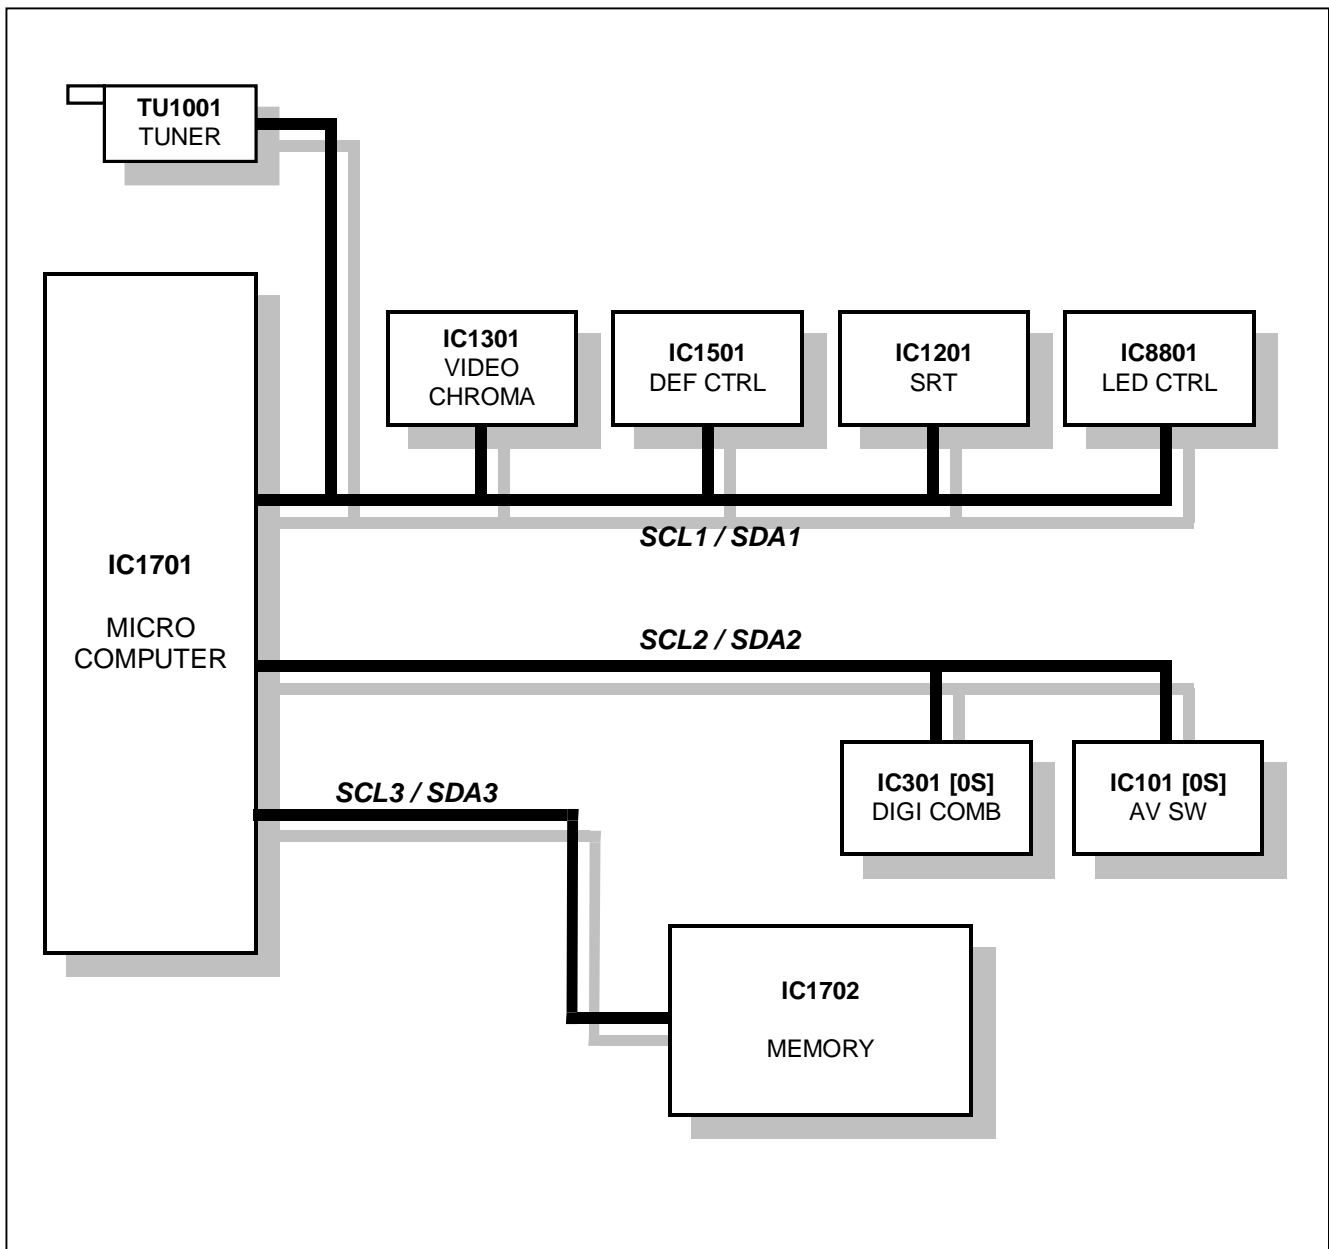 TU1001
TUNER
IC1301
VIDEO
CHROMA
IC1501
DEF CTRL
IC1201
SRT
IC8801
LED CTRL
SCL1 / SDA1
IC1701
MICRO
COMPUTER
SCL2 / SDA2
IC301 [0S]
DIGI COMB
IC101 [0S]
AV SW
SCL3 / SDA3
IC1702
MEMORY